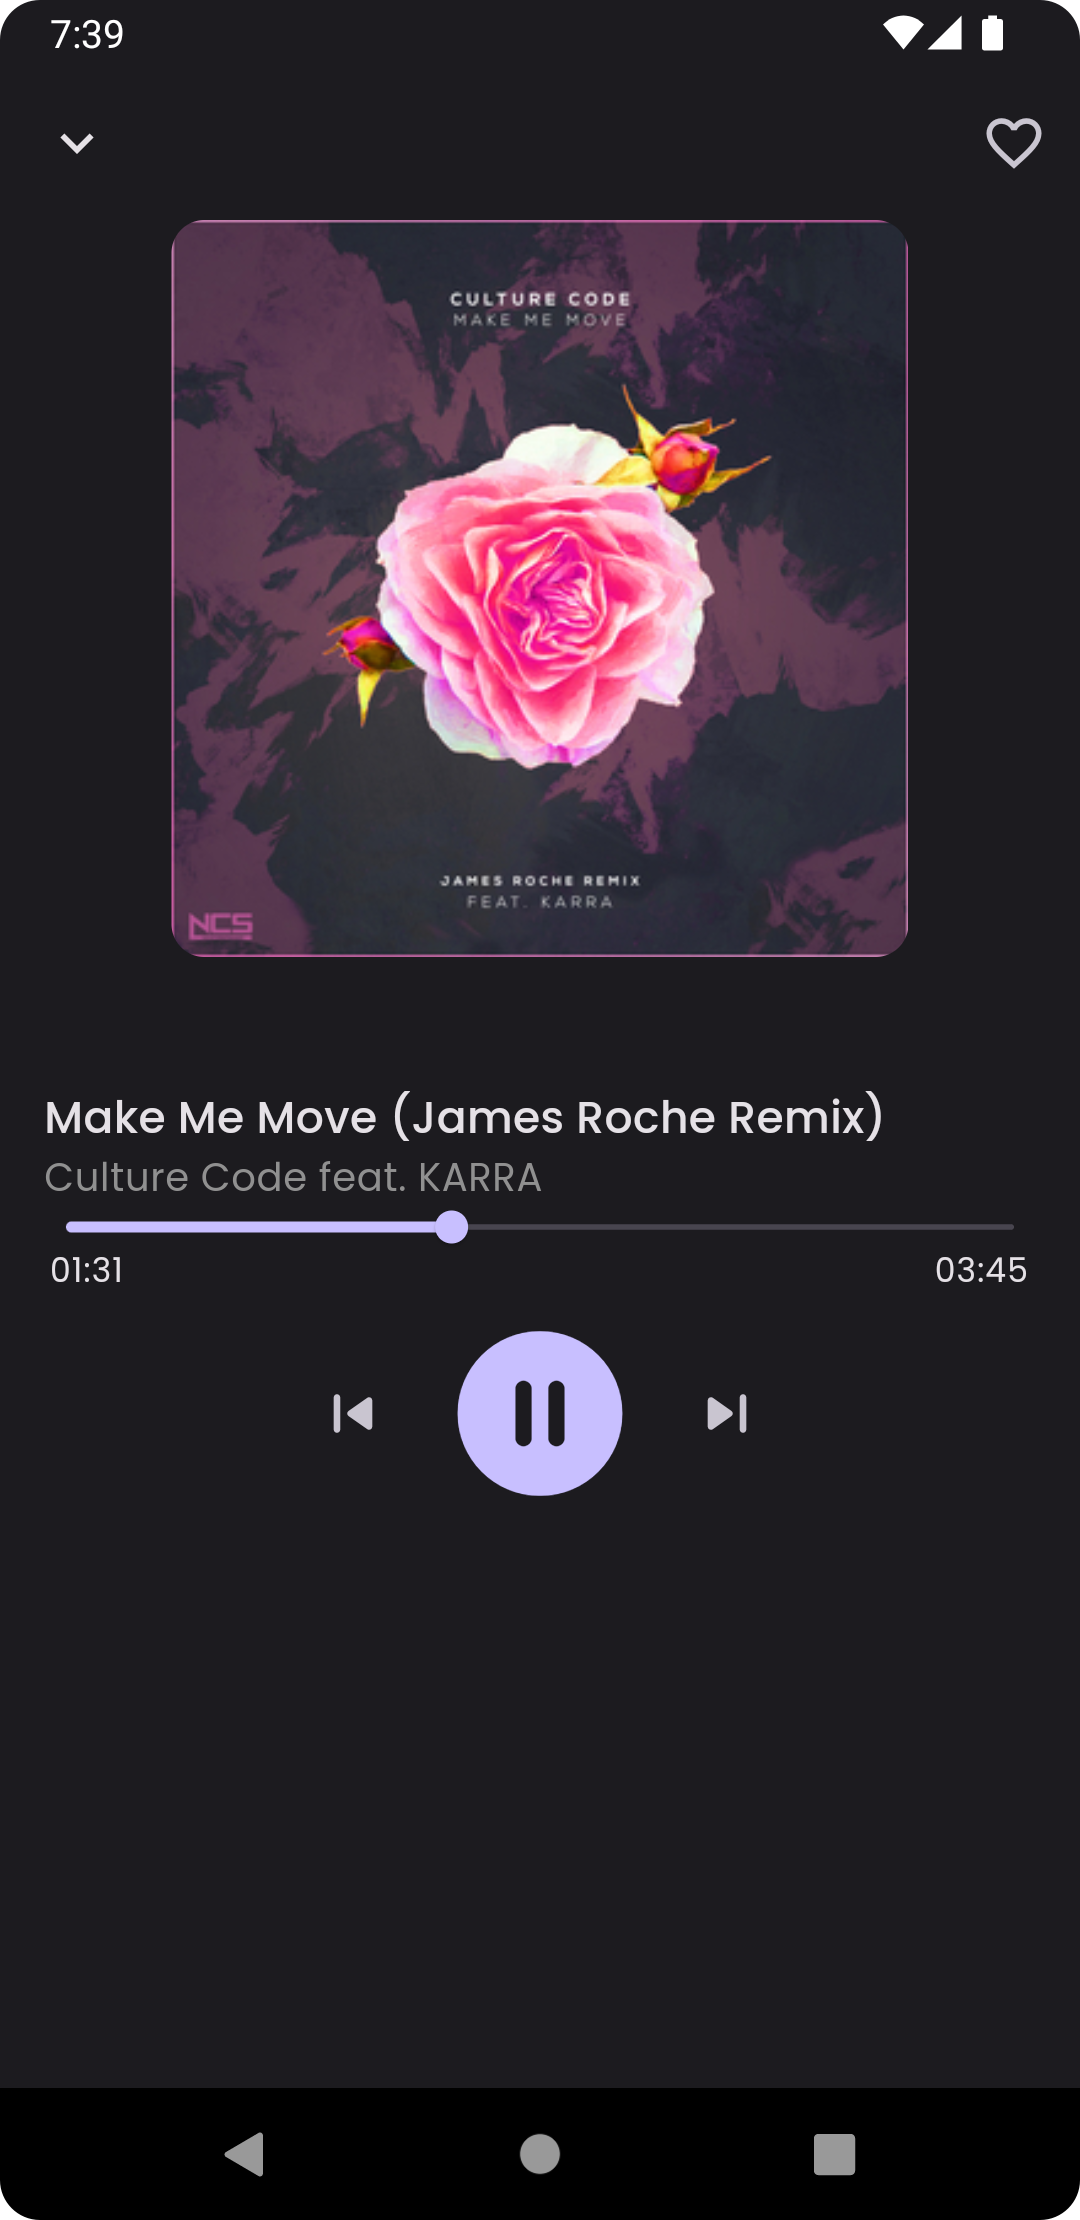 7:39
CULTURE CODE
MAKE ME MOVE
JAMES ROCHE REMIX
FEAT. KARRA
NCS
Make Me Move (James Roche Remix)
Culture Code feat. KARRA
01:31
03:45